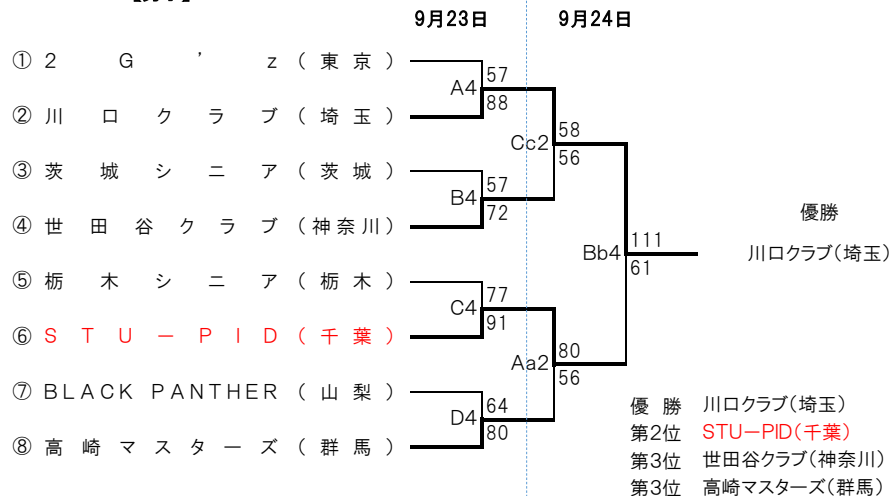 9月23日 9月24日
① 2G'z(東京)
57
A4
88
② 川口クラブ(埼玉)
58
Cc2
56
③ 茨城シニア(茨城)
57
B4
72
④ 世田谷クラブ(神奈川)
優勝
111
Bb4
61
川口クラブ(埼玉)
⑤ 栃木シニア(栃木)
77
C4
91
⑥ STU-PID(千葉)
80
Aa2
56
⑦ BLACK PANTHER(山梨)
64
D4
80
⑧ 高崎マスターズ(群馬)
優勝 川口クラブ(埼玉)
第2位 STU-PID(千葉)
第3位 世田谷クラブ(神奈川)
第3位 高崎マスターズ(群馬)